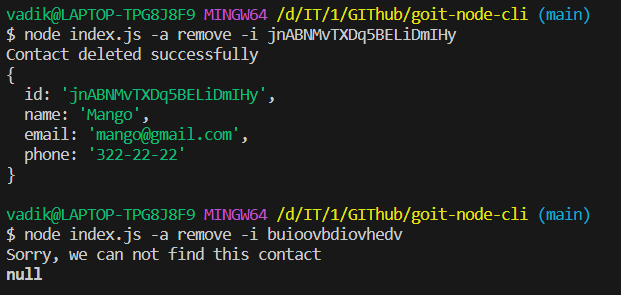 vadik@LAPTOP-TPG8J8F9 MINGW64 /d/IT/1/GIThub/goit-node-cli (main)
$ node index.js -a remove -i jnABNMvTXDq5BELiDmIHy
Contact deleted successfully
{
  id: 'jnABNMvTXDq5BELiDmIHy',
  name: 'Mango',
  email: 'mango@gmail.com',
  phone: '322-22-22'
}
vadik@LAPTOP-TPG8J8F9 MINGW64 /d/IT/1/GIThub/goit-node-cli (main)
$ node index.js -a remove -i buioovbdiovhedv
Sorry, we can not find this contact
null